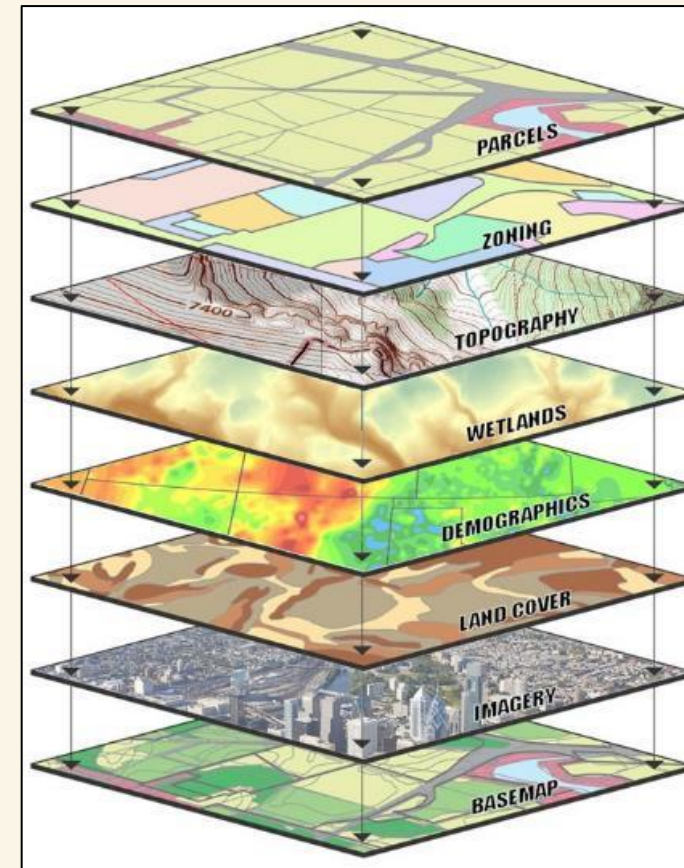 PARCELS
ZONING
7400
TOPOGRAPHY
WETLANDS
DEMOGRAPHICS
LAND COVER
IMAGERY
BASEMAP